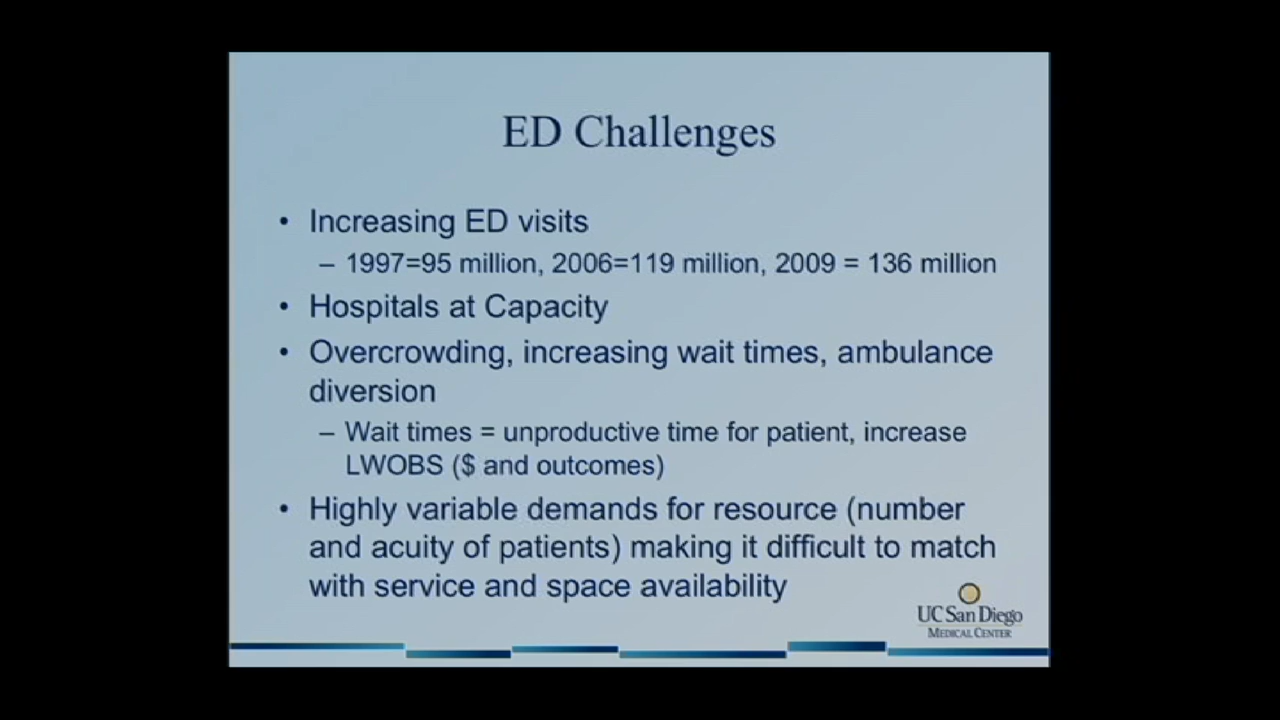 ED Challenges
• Increasing ED visits
– 1997=95 million, 2006=119 million, 2009 = 136 million
• Hospitals at Capacity
• Overcrowding, increasing wait times, ambulance
diversion
– Wait times = unproductive time for patient, increase
LWOBS ($ and outcomes)
• Highly variable demands for resource (number
and acuity of patients) making it difficult to match
with service and space availability
UC San Diego
MEDICAL CENTER